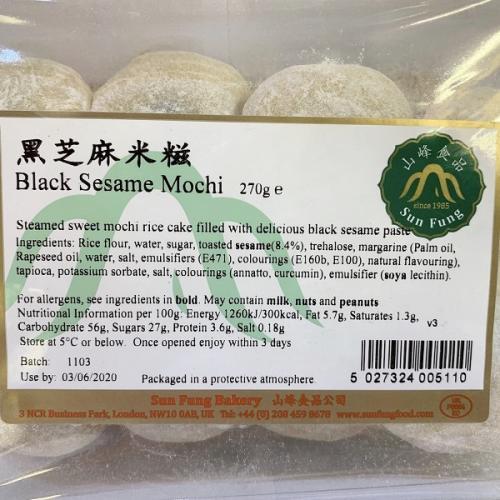 黑芝麻米糍
Black Sesame Mochi 270g e
山峰食品
since 1985
Sun Fung
Steamed sweet mochi rice cake filled with delicious black sesame paste
Ingredients: Rice flour, water, sugar, toasted sesame(8.4%), trehalose, margarine (Palm oil,
Rapeseed oil, water, salt, emulsifiers (E471), colourings (E160b, E100), natural flavouring),
tapioca, potassium sorbate, salt, colourings (annatto, curcumin), emulsifier (soya lecithin).
For allergens, see ingredients in bold. May contain milk, nuts and peanuts
Nutritional Information per 100g: Energy 1260kJ/300kcal, Fat 5.7g, Saturates 1.3g,
Carbohydrate 56g, Sugars 27g, Protein 3.6g, Salt 0.18g
v3
Store at 5°C or below. Once opened enjoy within 3 days
Batch: 1103
Use by: 03/06/2020 Packaged in a protective atmosphere
5 027324 005110
Sun Fung Bakery 山峰食品公司
3 NCR Business Park, London, NW10 0AB, UK Tel: +44 (0) 208 459 8678 www.sunfungfood.com